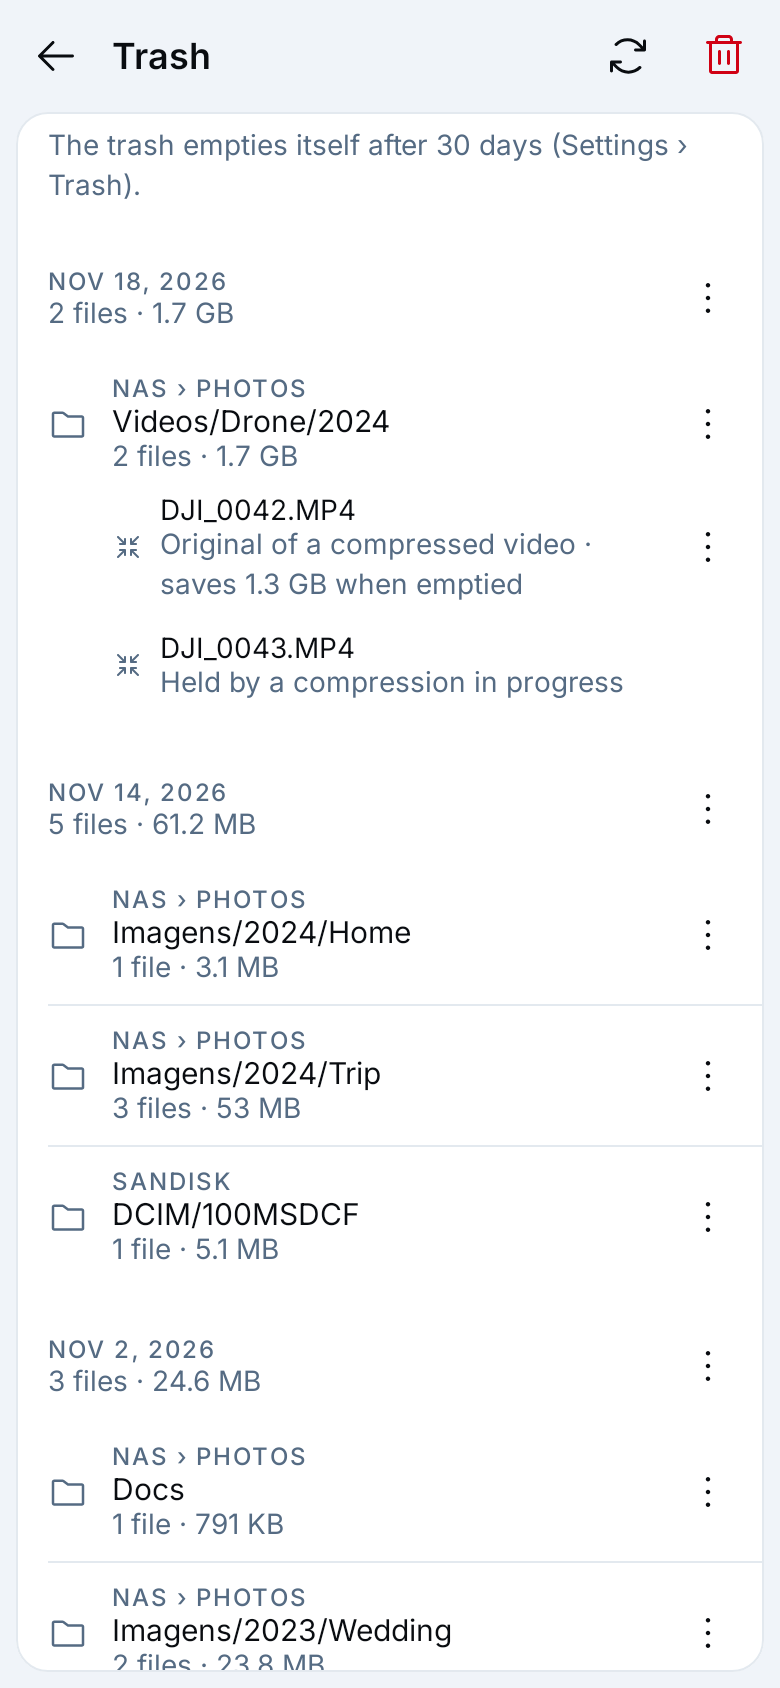 Trash
The trash empties itself after 30 days (Settings ›
Trash).
NOV 18, 2026
2 files · 1.7 GB
NAS › PHOTOS
Videos/Drone/2024
2 files · 1.7 GB
DJI_0042.MP4
Original of a compressed video ·
saves 1.3 GB when emptied
DJI_0043.MP4
Held by a compression in progress
NOV 14, 2026
5 files · 61.2 MB
NAS › PHOTOS
Imagens/2024/Home
1 file · 3.1 MB
NAS › PHOTOS
Imagens/2024/Trip
3 files · 53 MB
SANDISK
DCIM/100MSDCF
1 file · 5.1 MB
NOV 2, 2026
3 files · 24.6 MB
NAS › PHOTOS
Docs
1 file · 791 KB
NAS › PHOTOS
Imagens/2023/Wedding
2 files · 23.8 MB